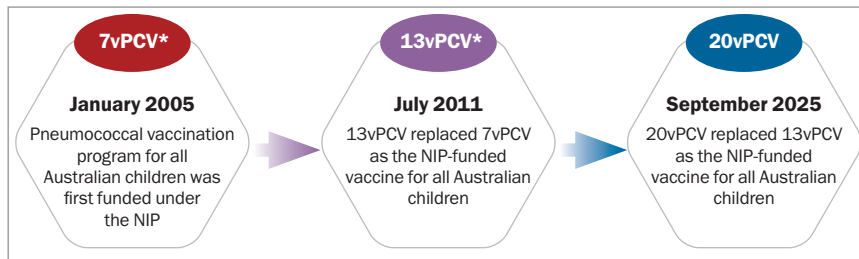 7vPCV*
January 2005
Pneumococcal vaccination
program for all
Australian children was
first funded under
the NIP
13vPCV*
July 2011
13vPCV replaced 7vPCV
as the NIP-funded
vaccine for all Australian
children
20vPCV
September 2025
20vPCV replaced 13vPCV
as the NIP-funded
vaccine for all Australian
children